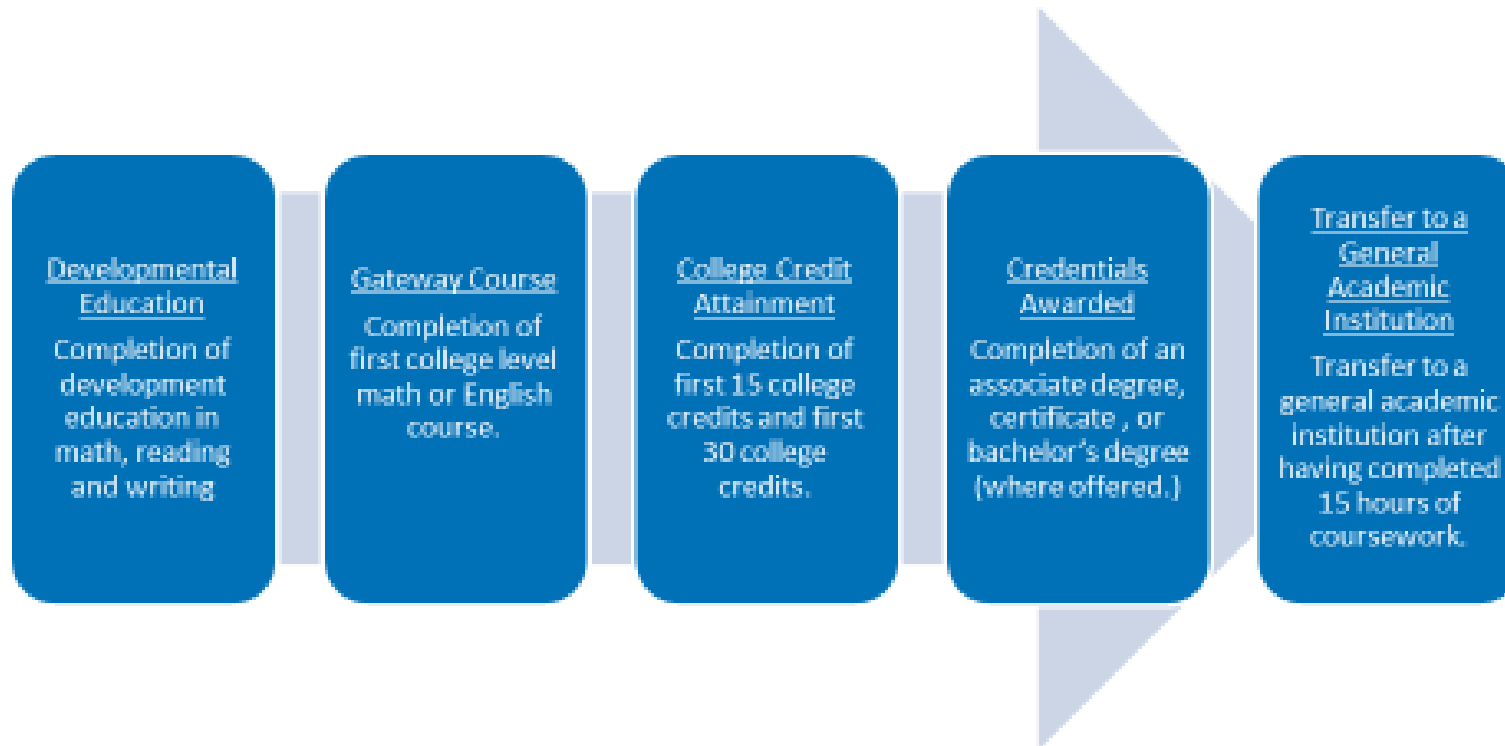 Developmental
Education
Completion of
development
education in
math, reading
and writing
Gateway Course
Completion of
first college level
math or English
course.
College Credit
Attainment
Completion of
first 15 college
credits and first
30 college
credits.
Credentials
Awarded
Completion of an
associate degree,
certificate , or
bachelor's degree
(where offered.)
Transfer to a
General
Academic
Institution
Transfer to a
general academic
institution after
having completed
15 hours of
coursework.